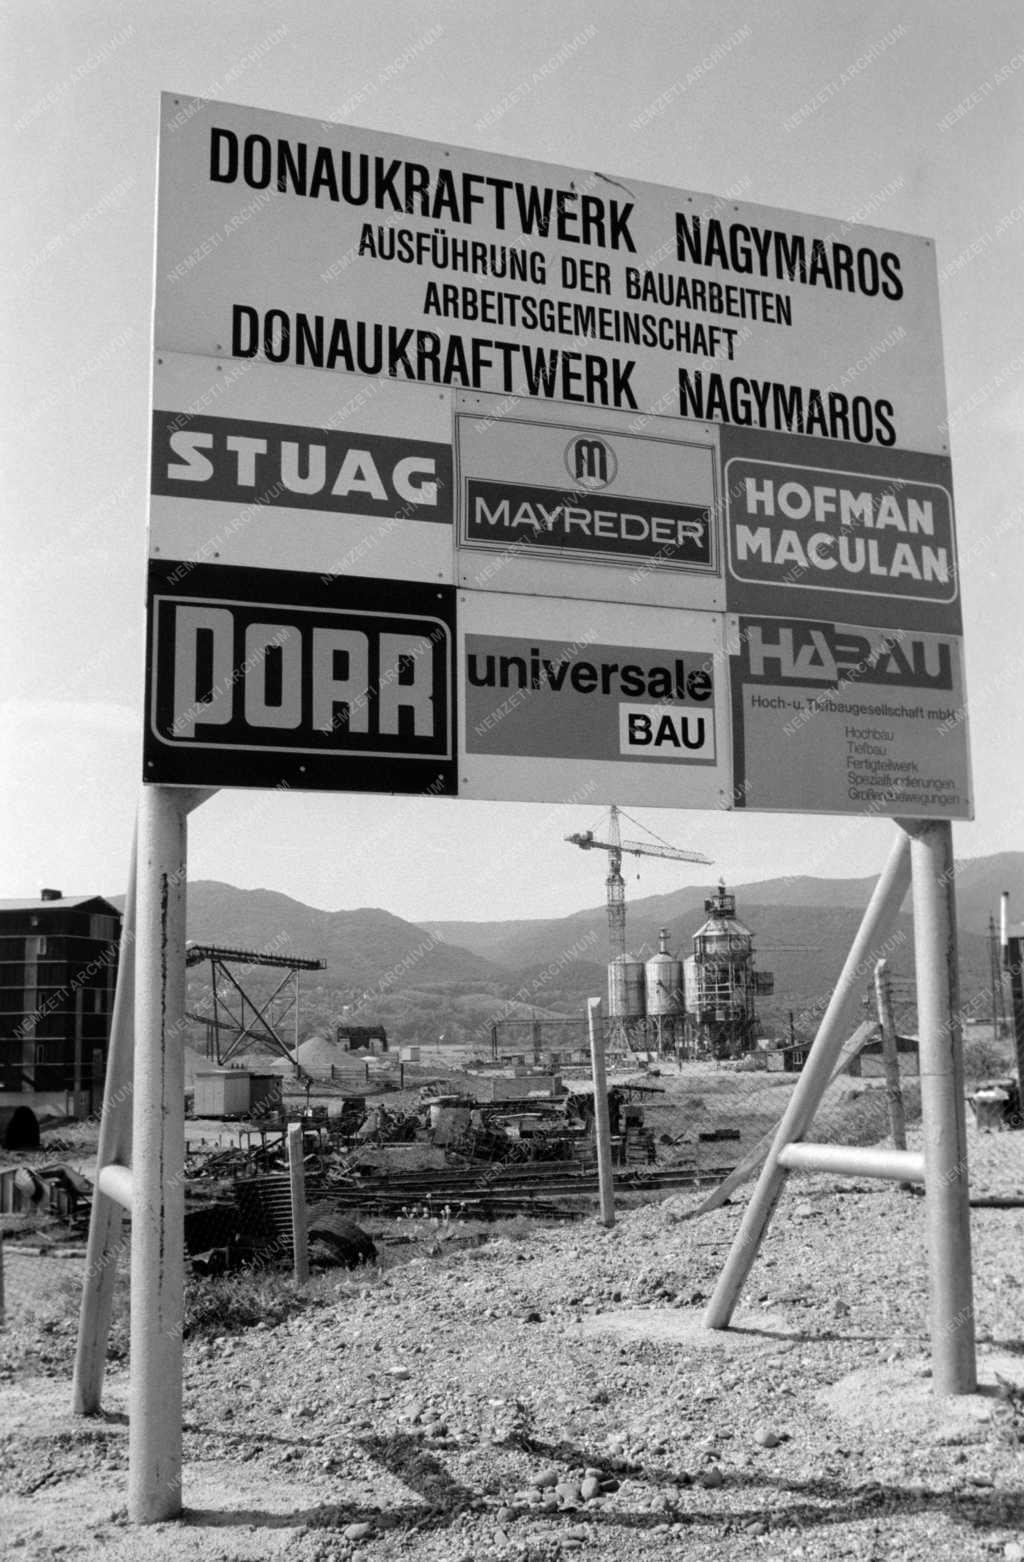 DONAUKRAFTWERK NAGYMAROS
AUSFÜHRUNG DER BAUARBEITEN
ARBEITSGEMEINSCHAFT
DONAUKRAFTWERK NAGYMAROS
STUAG
m
MAYREDER
HOFMAN
MACULAN
PORR
universale
BAU
HABAU
Hoch- u. Tiefbaugesellschaft mbH
Hochbau
Tiefbau
Fertigteilwerk
Spezialfundierungen
Großerdbewegungen
NEMZETI ARCHÍVUM